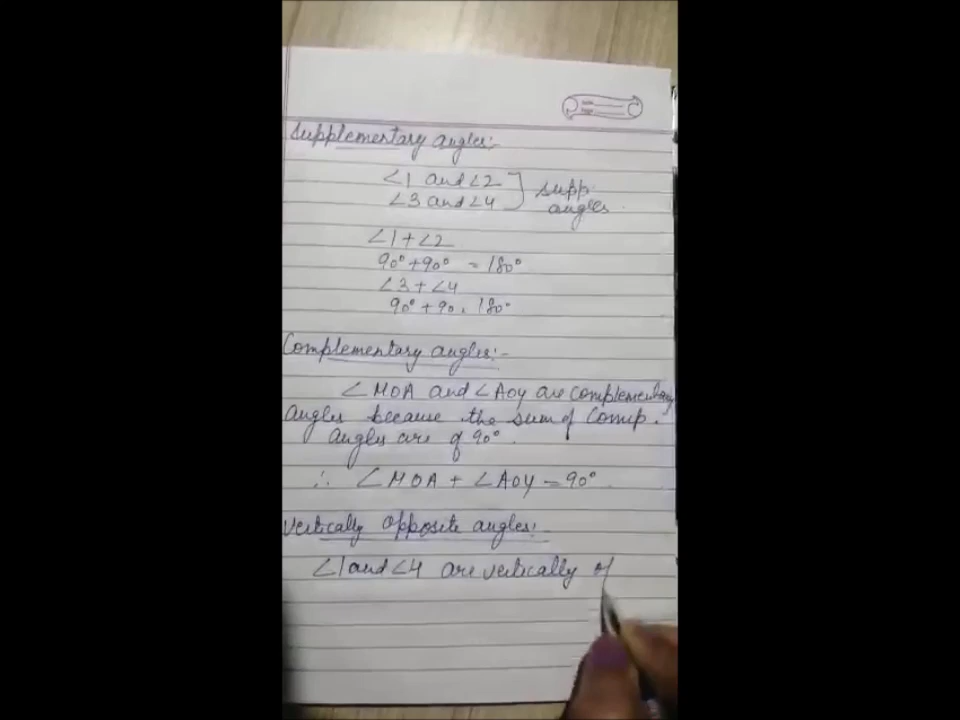 Supplementary angles:-
∠1 and ∠2
∠3 and ∠4
supp.
angles.
∠1 + ∠2
90° + 90° = 180°
∠3 + ∠4
90° + 90. 180°
Complementary angles:-
∠MOA and ∠AOY are complementary
angles because the sum of comp.
angles are of 90°.
∴ ∠MOA + ∠AOY = 90°
Vertically opposite angles:
∠1 and ∠4 are vertically